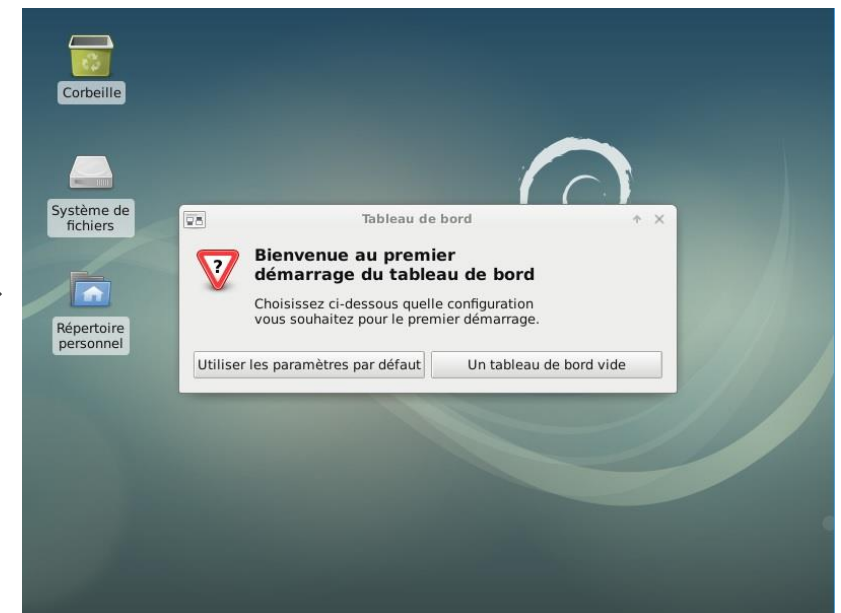 Corbeille
Système de
fichiers
Répertoire
personnel
Tableau de bord
?
Bienvenue au premier
démarrage du tableau de bord
Choisissez ci-dessous quelle configuration
vous souhaitez pour le premier démarrage.
Utiliser les paramètres par défaut
Un tableau de bord vide